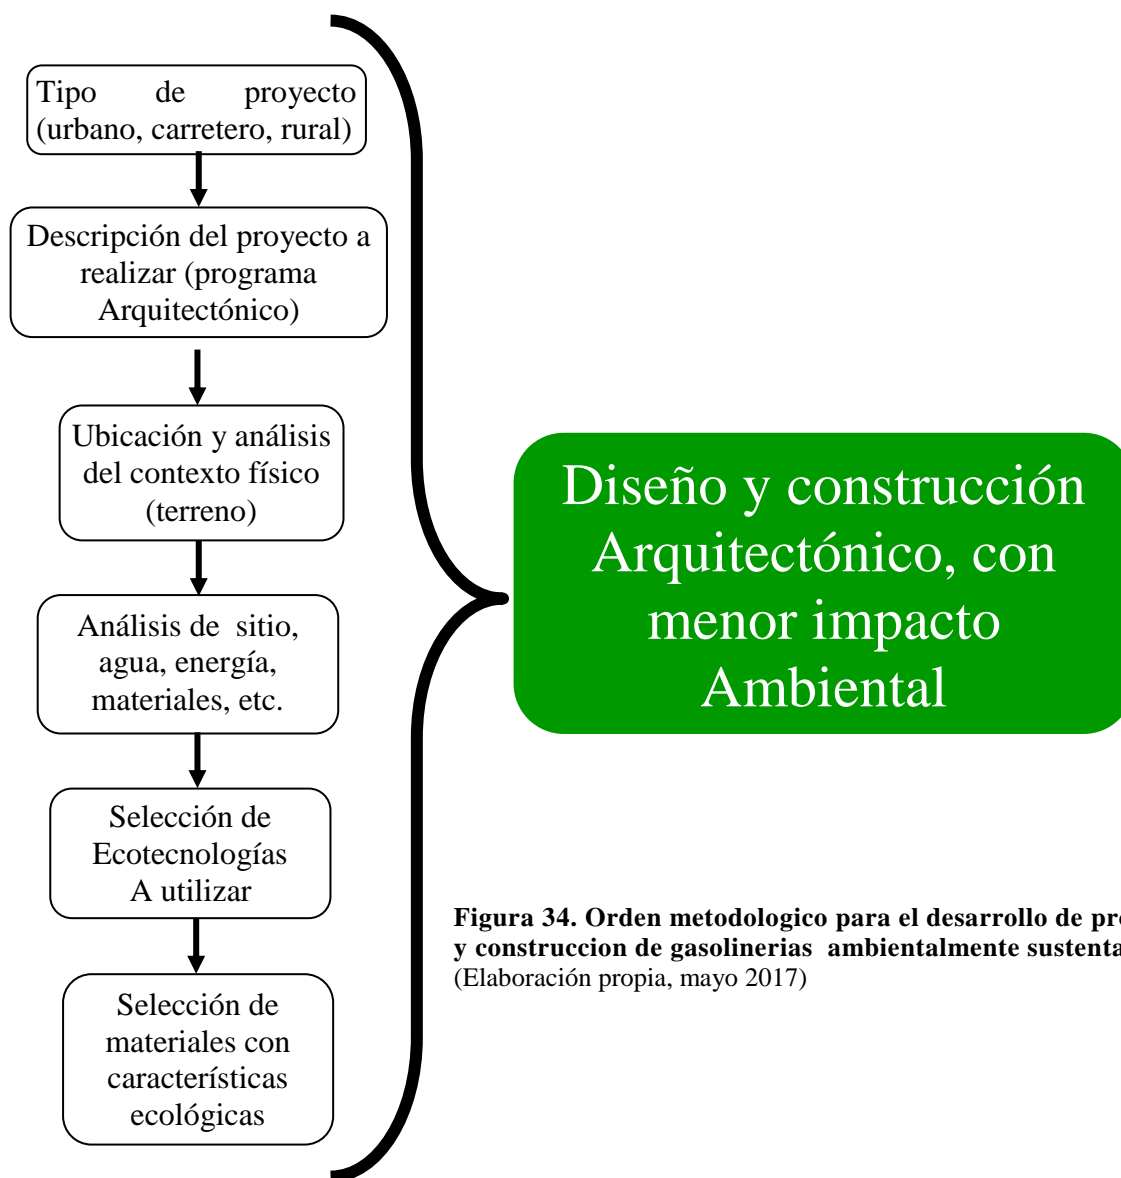 Tipo de proyecto
(urbano, carretero, rural)
Descripción del proyecto a
realizar (programa
Arquitectónico)
Ubicación y análisis
del contexto físico
(terreno)
Análisis de sitio,
agua, energía,
materiales, etc.
Selección de
Ecotecnologías
A utilizar
Selección de
materiales con
características
ecológicas
Diseño y construcción
Arquitectónico, con
menor impacto
Ambiental
Figura 34. Orden metodologico para el desarrollo de
y construccion de gasolinerias ambientalmente
(Elaboración propia, mayo 2017)